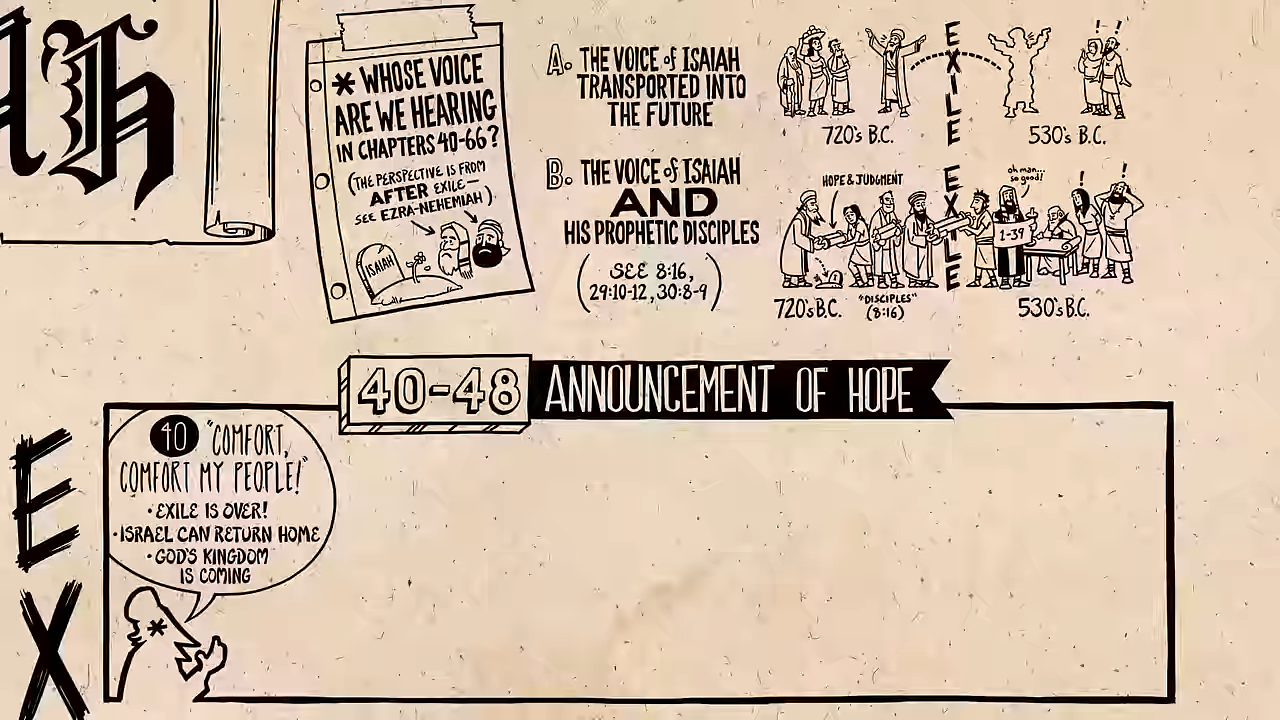 AH
* WHOSE VOICE
ARE WE HEARING
IN CHAPTERS 40-66?
(THE PERSPECTIVE IS FROM
AFTER EXILE—
SEE EZRA-NEHEMIAH)
ISAIAH
A. THE VOICE of ISAIAH
TRANSPORTED INTO
THE FUTURE
! !
EXILE
720's B.C.
530's B.C.
B. THE VOICE of ISAIAH
AND
HIS PROPHETIC DISCIPLES
(SEE 8:16,
29:10-12, 30:8-9)
HOPE & JUDGMENT
EXILE
oh man...
so good!
! !
1-39
720's B.C.
"DISCIPLES"
(8:16)
530's B.C.
40-48 ANNOUNCEMENT OF HOPE
40 "COMFORT,
COMFORT MY PEOPLE!"
• EXILE IS OVER!
• ISRAEL CAN RETURN HOME
• GOD'S KINGDOM
IS COMING
*
E
X